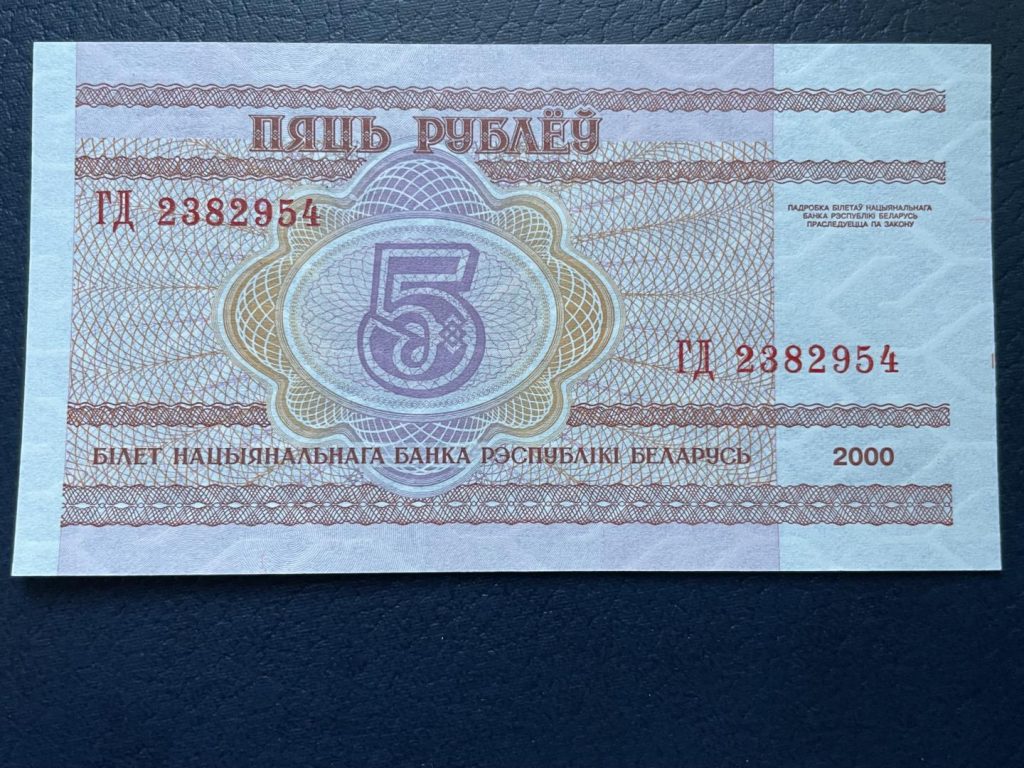 ПЯЦЬ РУБЛЁЎ
ГД 2382954
ПАДРОБКА БІЛЕТАЎ НАЦЫЯНАЛЬНАГА
БАНКА РЭСПУБЛІКІ БЕЛАРУСЬ
ПРАСЛЕДУЕЦЦА ПА ЗАКОНУ
5
ГД 2382954
БІЛЕТ НАЦЫЯНАЛЬНАГА БАНКА РЭСПУБЛІКІ БЕЛАРУСЬ
2000